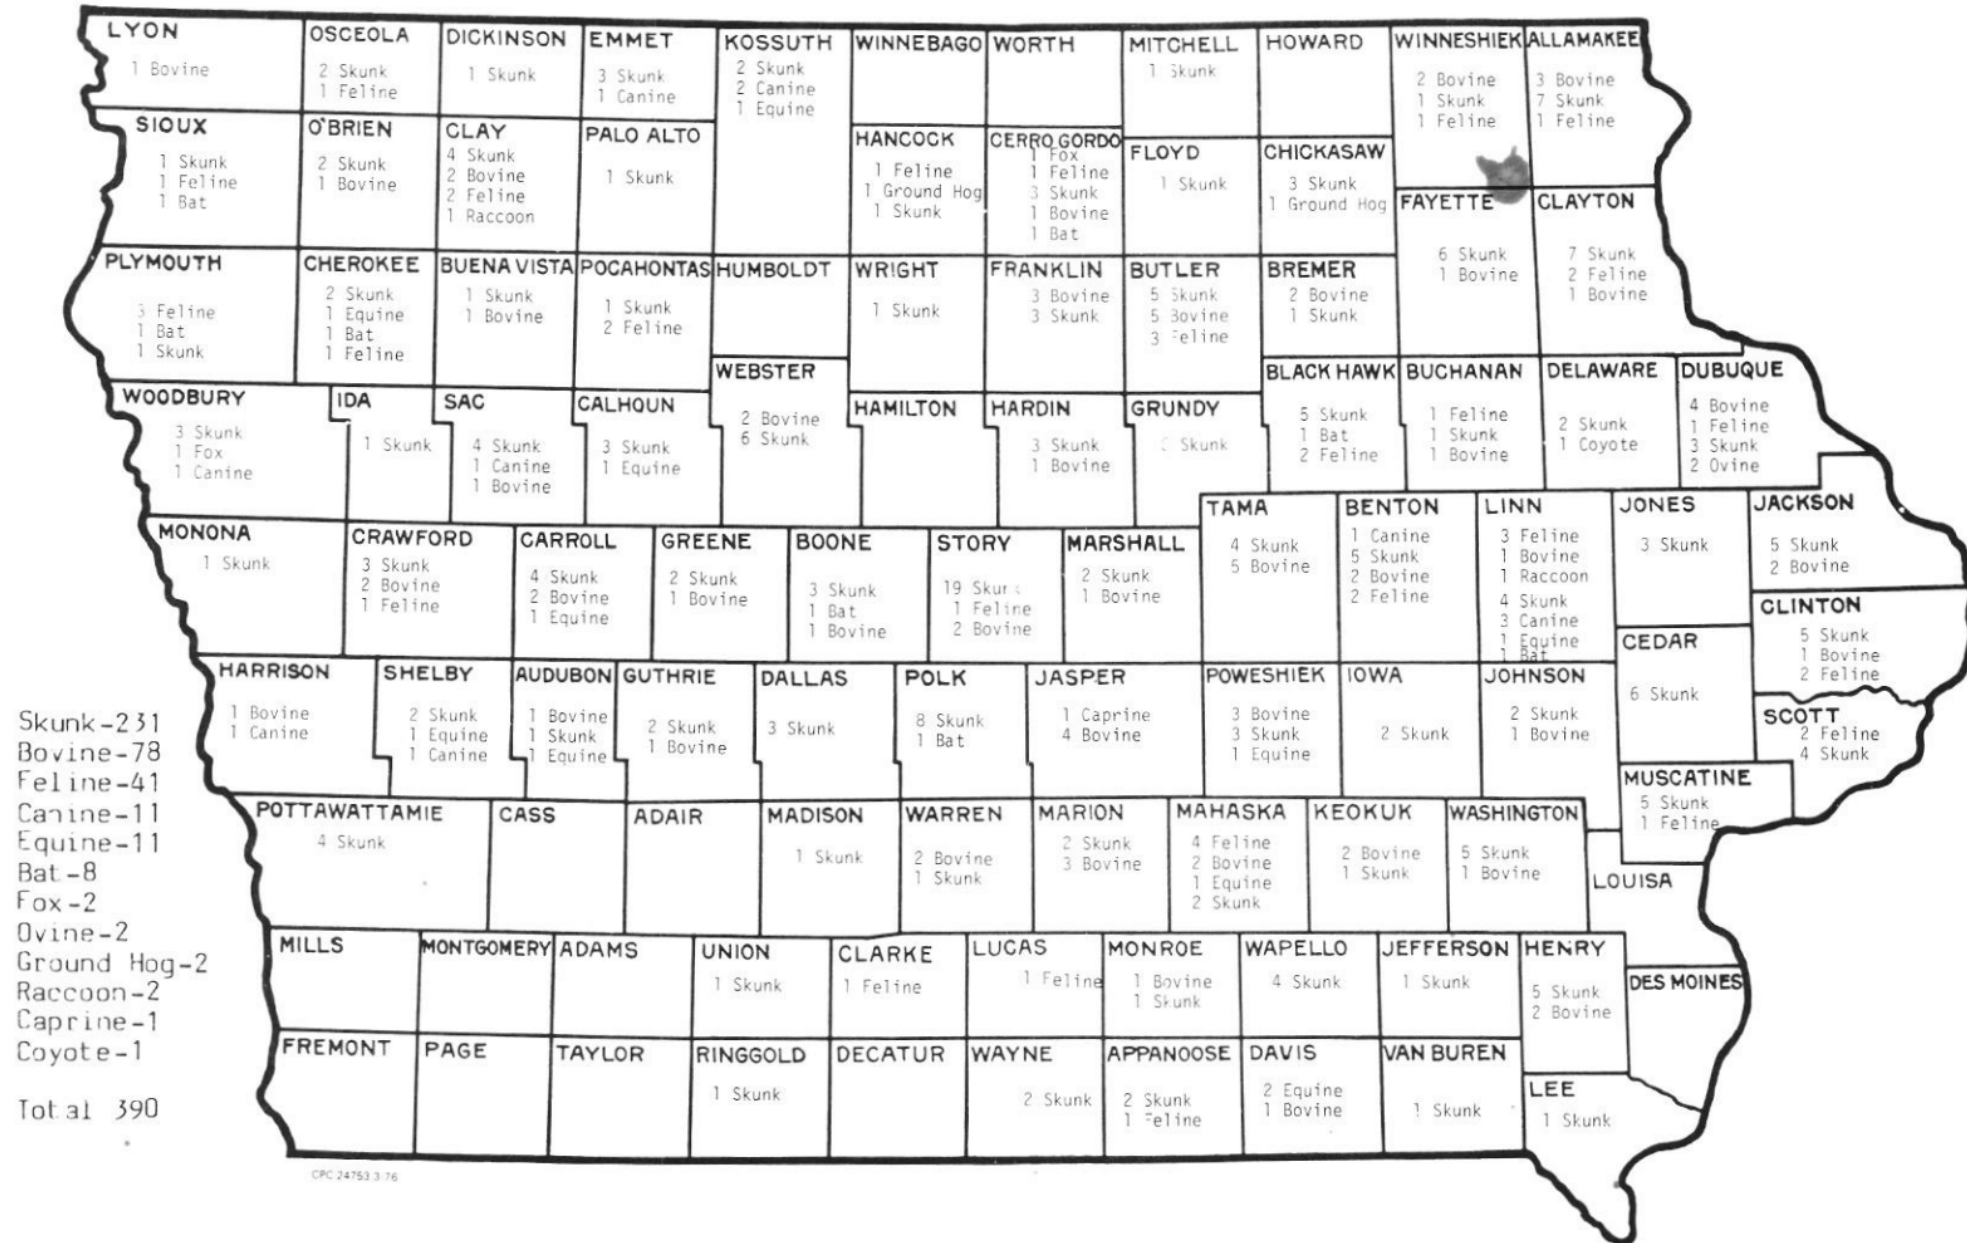 LYON
1 Bovine
OSCEOLA
2 Skunk
1 Feline
DICKINSON
1 Skunk
EMMET
3 Skunk
1 Canine
KOSSUTH
2 Skunk
2 Canine
1 Equine
WINNEBAGO
WORTH
MITCHELL
1 Skunk
HOWARD
WINNESHIEK
2 Bovine
1 Skunk
1 Feline
ALLAMAKEE
3 Bovine
7 Skunk
1 Feline
SIOUX
1 Skunk
1 Feline
1 Bat
O'BRIEN
2 Skunk
1 Bovine
CLAY
4 Skunk
2 Bovine
2 Feline
1 Raccoon
PALO ALTO
1 Skunk
HANCOCK
1 Feline
1 Ground Hog
1 Skunk
CERRO GORDO
1 Fox
1 Feline
3 Skunk
1 Bovine
1 Bat
FLOYD
1 Skunk
CHICKASAW
3 Skunk
1 Ground Hog
FAYETTE
6 Skunk
1 Bovine
CLAYTON
7 Skunk
2 Feline
1 Bovine
PLYMOUTH
3 Feline
1 Bat
1 Skunk
CHEROKEE
2 Skunk
1 Equine
1 Bat
1 Feline
BUENA VISTA
1 Skunk
1 Bovine
POCAHONTAS
1 Skunk
2 Feline
HUMBOLDT
WRIGHT
1 Skunk
FRANKLIN
3 Bovine
3 Skunk
BUTLER
5 Skunk
5 Bovine
3 Feline
BREMER
2 Bovine
1 Skunk
WOODBURY
3 Skunk
1 Fox
1 Canine
IDA
1 Skunk
SAC
4 Skunk
1 Canine
1 Bovine
CALHOUN
3 Skunk
1 Equine
WEBSTER
2 Bovine
6 Skunk
HAMILTON
HARDIN
3 Skunk
1 Bovine
GRUNDY
Skunk
BLACK HAWK
5 Skunk
1 Bat
2 Feline
BUCHANAN
1 Feline
1 Skunk
1 Bovine
DELAWARE
2 Skunk
1 Coyote
DUBUQUE
4 Bovine
1 Feline
3 Skunk
2 Ovine
MONONA
1 Skunk
CRAWFORD
3 Skunk
2 Bovine
1 Feline
CARROLL
4 Skunk
2 Bovine
1 Equine
GREENE
2 Skunk
1 Bovine
BOONE
3 Skunk
1 Bat
1 Bovine
STORY
19 Skunk
1 Feline
2 Bovine
MARSHALL
2 Skunk
1 Bovine
TAMA
4 Skunk
5 Bovine
BENTON
1 Canine
5 Skunk
2 Bovine
2 Feline
LINN
3 Feline
1 Bovine
1 Raccoon
4 Skunk
3 Canine
1 Equine
1 Bat
JONES
3 Skunk
JACKSON
5 Skunk
2 Bovine
CLINTON
5 Skunk
1 Bovine
2 Feline
HARRISON
1 Bovine
1 Canine
SHELBY
2 Skunk
1 Equine
1 Canine
AUDUBON
1 Bovine
1 Skunk
1 Equine
GUTHRIE
2 Skunk
1 Bovine
DALLAS
3 Skunk
POLK
8 Skunk
1 Bat
JASPER
1 Caprine
4 Bovine
POWESHIEK
3 Bovine
3 Skunk
1 Equine
IOWA
2 Skunk
JOHNSON
2 Skunk
1 Bovine
CEDAR
6 Skunk
SCOTT
2 Feline
4 Skunk
MUSCATINE
5 Skunk
1 Feline
POTTAWATTAMIE
4 Skunk
CASS
ADAIR
MADISON
1 Skunk
WARREN
2 Bovine
1 Skunk
MARION
2 Skunk
3 Bovine
MAHASKA
4 Feline
2 Bovine
1 Equine
2 Skunk
KEOKUK
2 Bovine
1 Skunk
WASHINGTON
5 Skunk
1 Bovine
LOUISA
MILLS
MONTGOMERY
ADAMS
UNION
1 Skunk
CLARKE
1 Feline
LUCAS
1 Feline
MONROE
1 Bovine
1 Skunk
WAPELLO
4 Skunk
JEFFERSON
1 Skunk
HENRY
5 Skunk
2 Bovine
DES MOINES
FREMONT
PAGE
TAYLOR
RINGGOLD
1 Skunk
DECATUR
WAYNE
2 Skunk
APPANOOSE
2 Skunk
1 Feline
DAVIS
2 Equine
1 Bovine
VAN BUREN
1 Skunk
LEE
1 Skunk
Skunk-231
Bovine-78
Feline-41
Canine-11
Equine-11
Bat-8
Fox-2
Ovine-2
Ground Hog-2
Raccoon-2
Caprine-1
Coyote-1
Total 390
CPC 24753 3 76